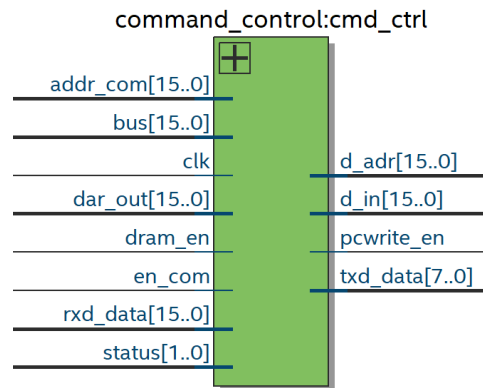 command_control:cmd_ctrl
addr_com[15..0]
bus[15..0]
clk
dar_out[15..0]
dram_en
en_com
rxd_data[15..0]
status[1..0]
d_adr[15..0]
d_in[15..0]
pcwrite_en
txd_data[7..0]